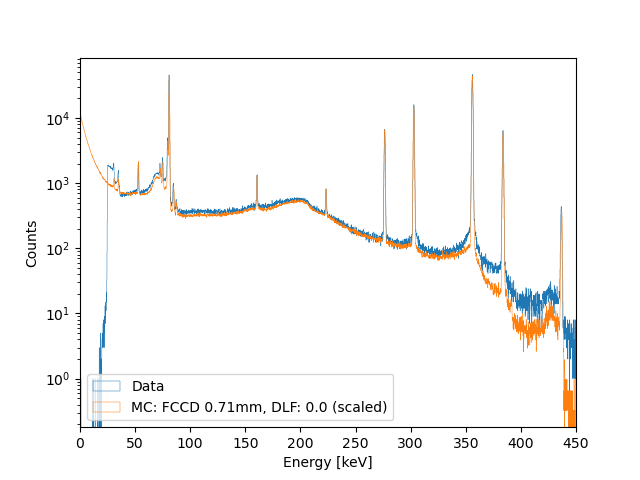 Counts
10⁴
10³
10²
10¹
10⁰
Data
MC: FCCD 0.71mm, DLF: 0.0 (scaled)
0 50 100 150 200 250 300 350 400 450
Energy [keV]